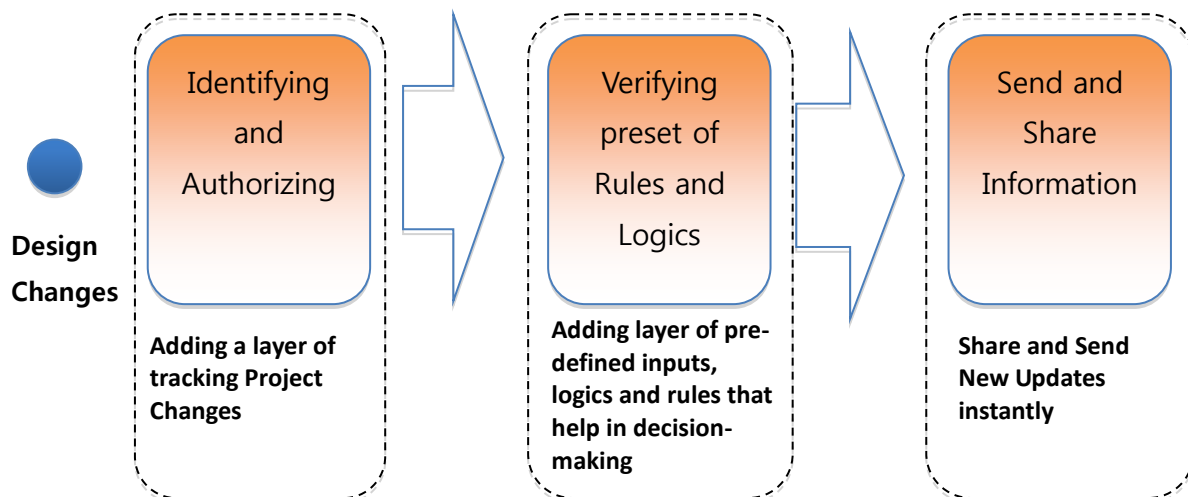 Design
Changes
Identifying
and
Authorizing
Adding a layer of
tracking Project
Changes
Verifying
preset of
Rules and
Logics
Adding layer of pre-
defined inputs,
logics and rules that
help in decision-
making
Send and
Share
Information
Share and Send
New Updates
instantly